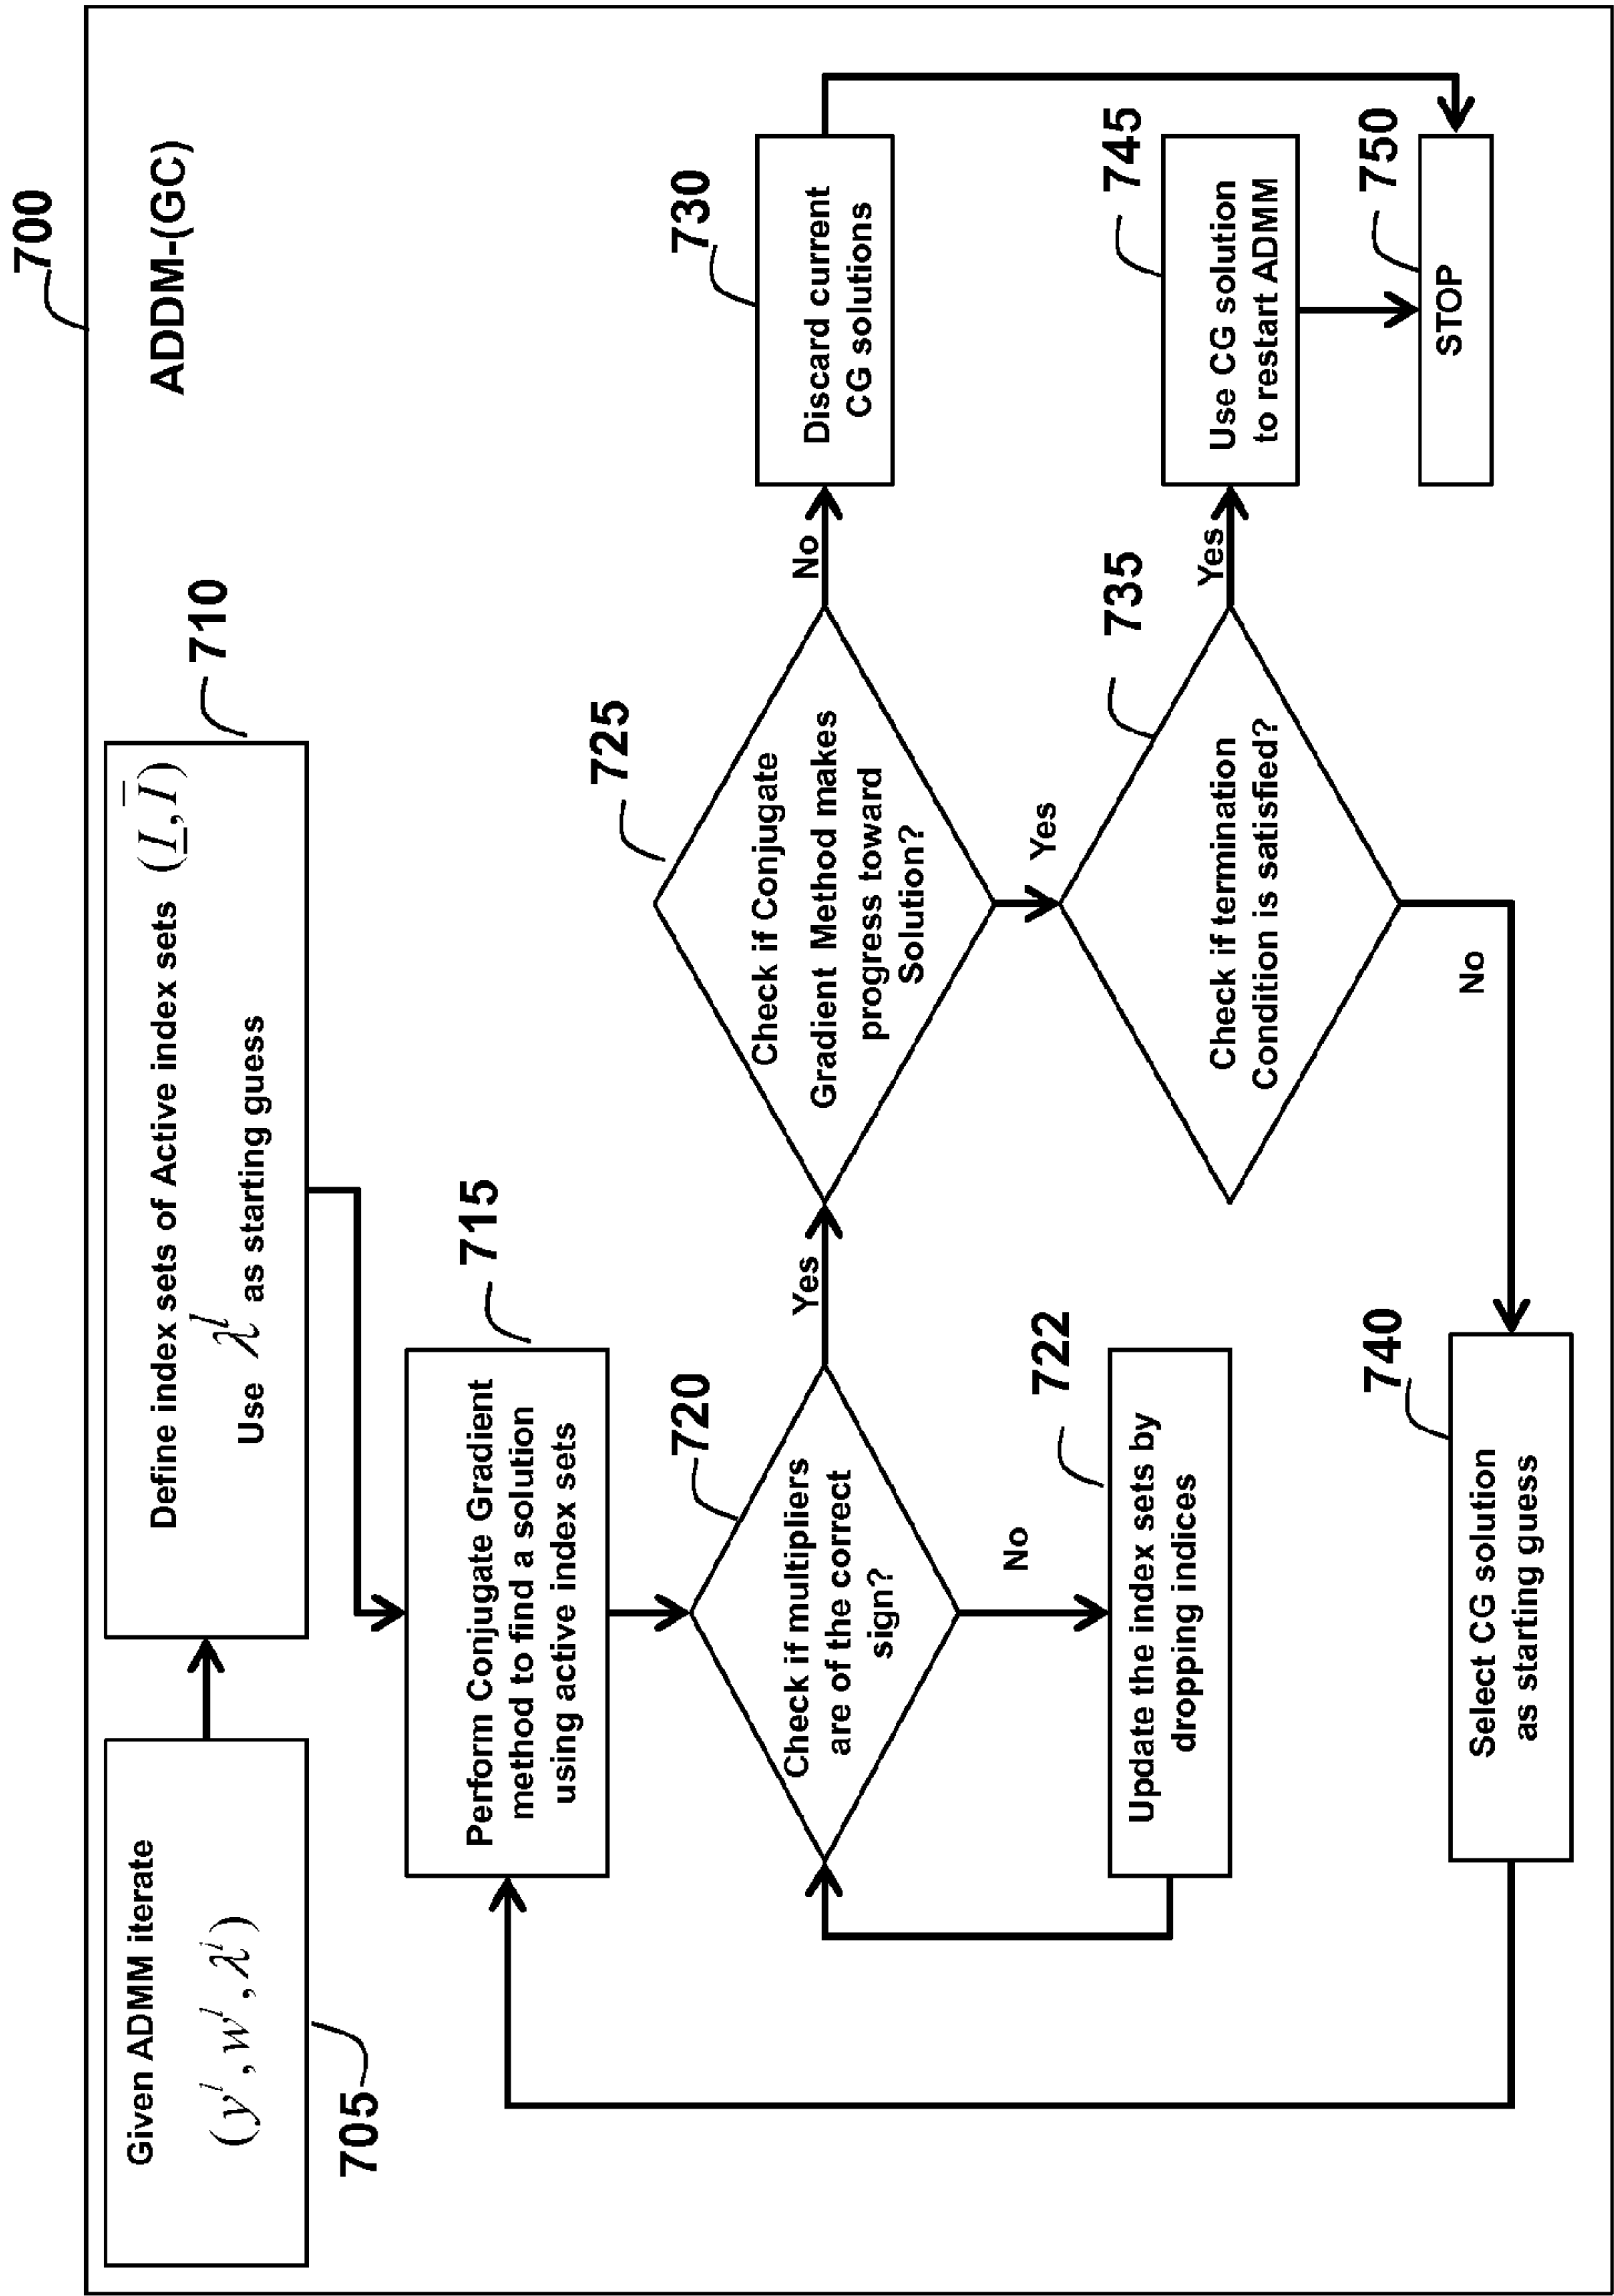 700
ADDM-(GC)
Given ADMM iterate
(y^l, w^l, λ^l)
705
Define index sets of Active index sets (I̲, I̅)
Use λ^l as starting guess
710
Perform Conjugate Gradient
method to find a solution
using active index sets
715
Check if multipliers
are of the correct
sign?
720
No
Yes
Update the index sets by
dropping indices
722
Check if Conjugate
Gradient Method makes
progress toward
Solution?
725
No
Yes
Discard current
CG solutions
730
Check if termination
Condition is satisfied?
735
Yes
No
Select CG solution
as starting guess
740
Use CG solution
to restart ADMM
745
STOP
750